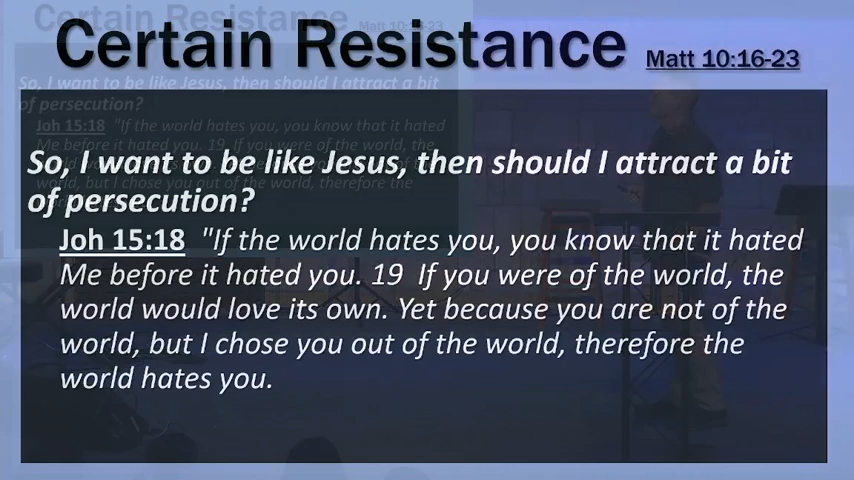 Certain Resistance Matt 10:16-23
So, I want to be like Jesus, then should I attract a bit
of persecution?
Joh 15:18 "If the world hates you, you know that it hated
Me before it hated you. 19 If you were of the world, the
world would love its own. Yet because you are not of the
world, but I chose you out of the world, therefore the
world hates you.